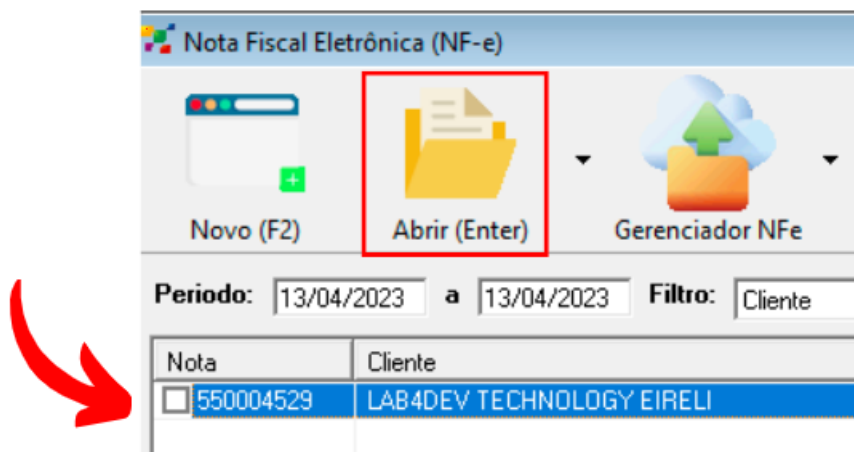 Nota Fiscal Eletrônica (NF-e)
Novo (F2) Abrir (Enter) Gerenciador NFe
Periodo: 13/04/2023 a 13/04/2023 Filtro: Cliente
Nota Cliente
550004529 LAB4DEV TECHNOLOGY EIRELI